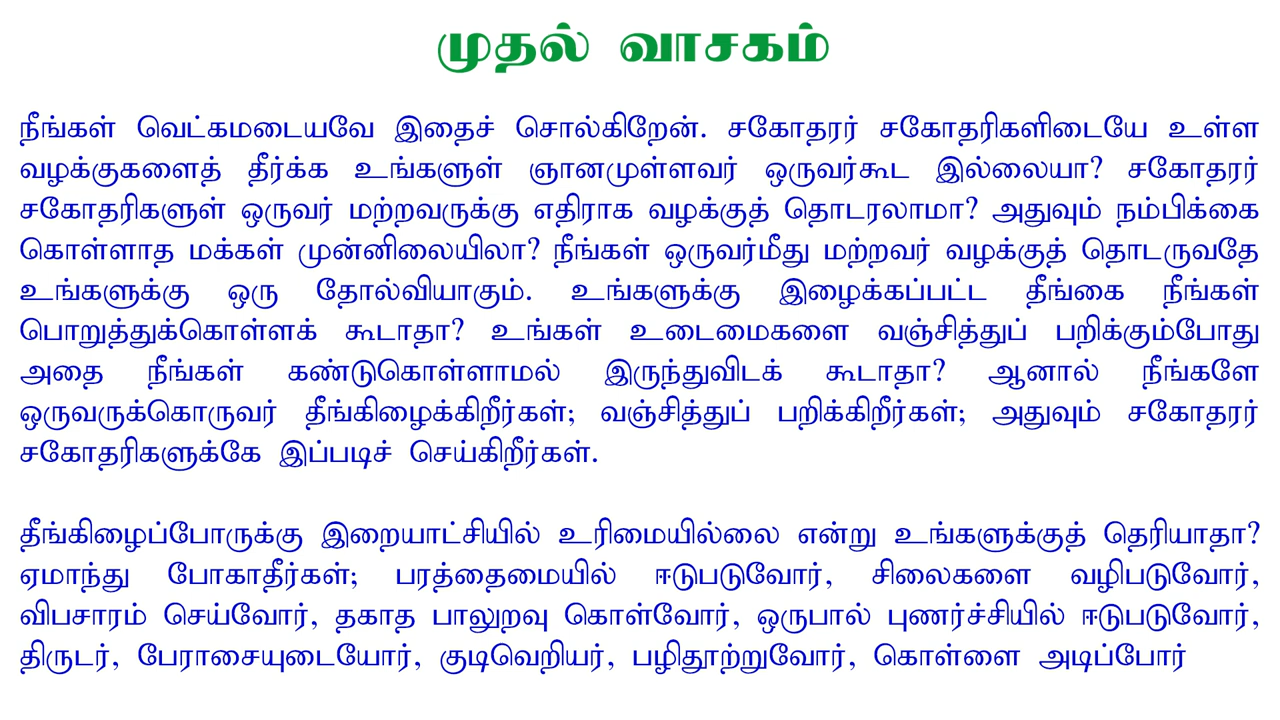 முதல் வாசகம்
நீங்கள் வெட்கமடையவே இதைச் சொல்கிறேன். சகோதரர் சகோதரிகளிடையே உள்ள
வழக்குகளைத் தீர்க்க உங்களுள் ஞானமுள்ளவர் ஒருவர்கூட இல்லையா? சகோதரர்
சகோதரிகளுள் ஒருவர் மற்றவருக்கு எதிராக வழக்குத் தொடரலாமா? அதுவும் நம்பிக்கை
கொள்ளாத மக்கள் முன்னிலையிலா? நீங்கள் ஒருவர்மீது மற்றவர் வழக்குத் தொடருவதே
உங்களுக்கு ஒரு தோல்வியாகும். உங்களுக்கு இழைக்கப்பட்ட தீங்கை நீங்கள்
பொறுத்துக்கொள்ளக் கூடாதா? உங்கள் உடைமைகளை வஞ்சித்துப் பறிக்கும்போது
அதை நீங்கள் கண்டுகொள்ளாமல் இருந்துவிடக் கூடாதா? ஆனால் நீங்களே
ஒருவருக்கொருவர் தீங்கிழைக்கிறீர்கள்; வஞ்சித்துப் பறிக்கிறீர்கள்; அதுவும் சகோதரர்
சகோதரிகளுக்கே இப்படிச் செய்கிறீர்கள்.
தீங்கிழைப்போருக்கு இறையாட்சியில் உரிமையில்லை என்று உங்களுக்குத் தெரியாதா?
ஏமாந்து போகாதீர்கள்; பரத்தைமையில் ஈடுபடுவோர், சிலைகளை வழிபடுவோர்,
விபசாரம் செய்வோர், தகாத பாலுறவு கொள்வோர், ஒருபால் புணர்ச்சியில் ஈடுபடுவோர்,
திருடர், பேராசையுடையோர், குடிவெறியர், பழிதூற்றுவோர், கொள்ளை அடிப்போர்